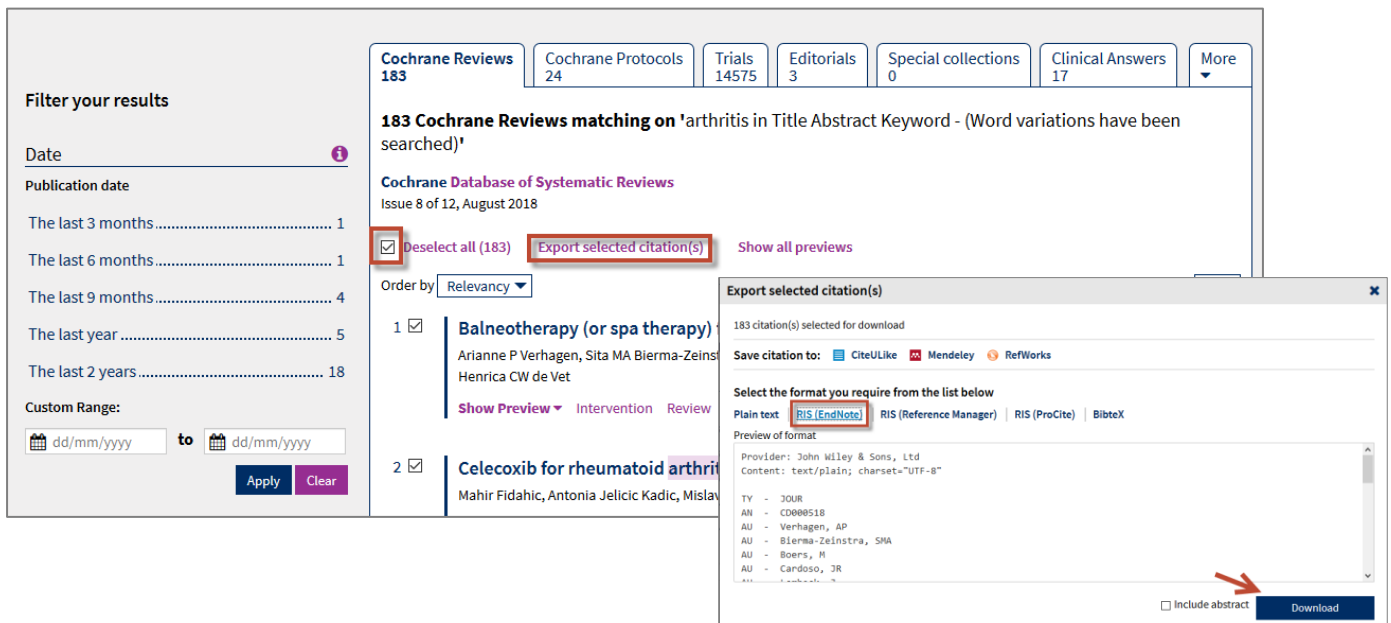 Cochrane Reviews
183
Cochrane Protocols
24
Trials
14575
Editorials
3
Special collections
0
Clinical Answers
17
More
Filter your results
Date
Publication date
The last 3 months 1
The last 6 months 1
The last 9 months 4
The last year 5
The last 2 years 18
Custom Range:
dd/mm/yyyy to dd/mm/yyyy
Apply Clear
183 Cochrane Reviews matching on 'arthritis in Title Abstract Keyword - (Word variations have been
searched)'
Cochrane Database of Systematic Reviews
Issue 8 of 12, August 2018
Deselect all (183) Export selected citation(s) Show all previews
Order by Relevancy
1 Balneotherapy (or spa therapy)
Arianne P Verhagen, Sita MA Bierma-Zeinst
Henrica CW de Vet
Show Preview Intervention Review
2 Celecoxib for rheumatoid arthrit
Mahir Fidahic, Antonia Jelicic Kadic, Mislav
Export selected citation(s)
183 citation(s) selected for download
Save citation to: CiteULike Mendeley RefWorks
Select the format you require from the list below
Plain text RIS (EndNote) RIS (Reference Manager) RIS (ProCite) BibteX
Preview of format
Provider: John Wiley & Sons, Ltd
Content: text/plain; charset="UTF-8"
TY - JOUR
AN - CD000518
AU - Verhagen, AP
AU - Bierma-Zeinstra, SMA
AU - Boers, M
AU - Cardoso, JR
Include abstract Download